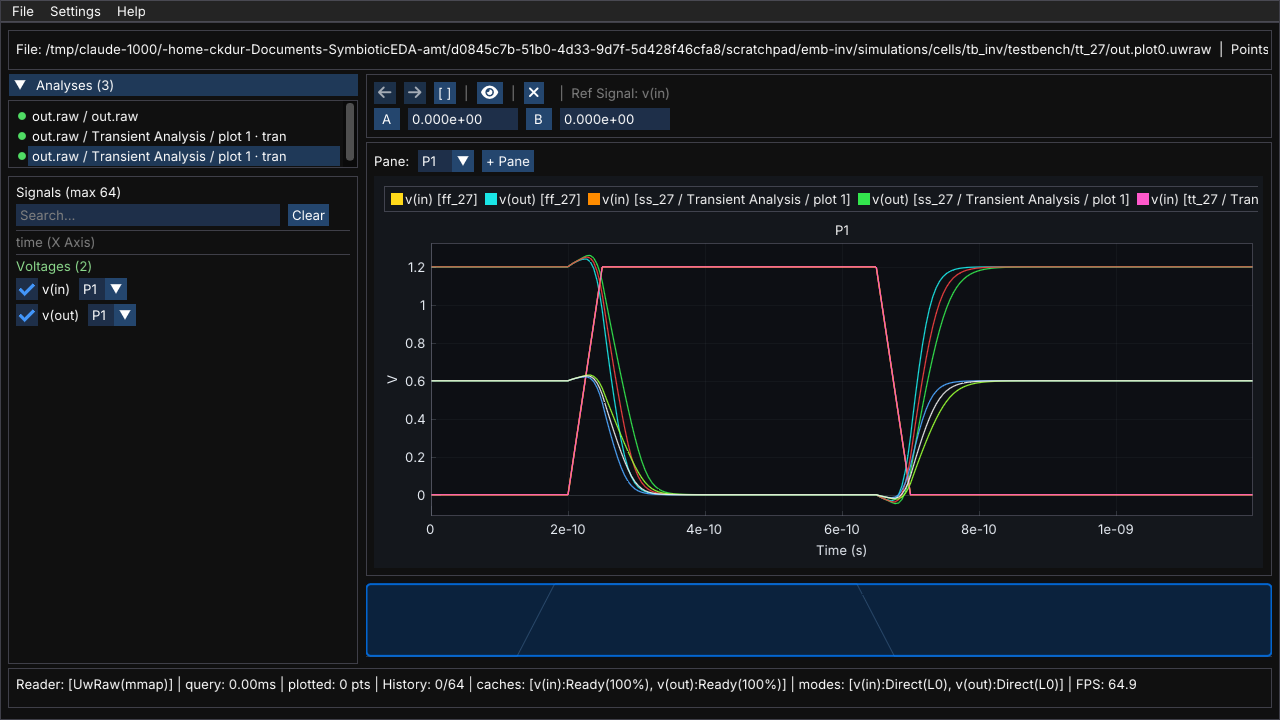 File Settings Help
File: /tmp/claude-1000/-home-ckdur-Documents-SymbioticEDA-amt/d0845c7b-51b0-4d33-9d7f-5d428f46cfa8/scratchpad/emb-inv/simulations/cells/tb_inv/testbench/tt_27/out.plot0.uwraw | Points
Analyses (3)
out.raw / out.raw
out.raw / Transient Analysis / plot 1 · tran
out.raw / Transient Analysis / plot 1 · tran
Signals (max 64)
Search... Clear
time (X Axis)
Voltages (2)
v(in) P1
v(out) P1
[ ] | | | Ref Signal: v(in)
A 0.000e+00 B 0.000e+00
Pane: P1 + Pane
v(in) [ff_27] v(out) [ff_27] v(in) [ss_27 / Transient Analysis / plot 1] v(out) [ss_27 / Transient Analysis / plot 1] v(in) [tt_27 / Tran
P1
1.2
1
0.8
0.6
0.4
0.2
0
V
0 2e-10 4e-10 6e-10 8e-10 1e-09
Time (s)
Reader: [UwRaw(mmap)] | query: 0.00ms | plotted: 0 pts | History: 0/64 | caches: [v(in):Ready(100%), v(out):Ready(100%)] | modes: [v(in):Direct(L0), v(out):Direct(L0)] | FPS: 64.9